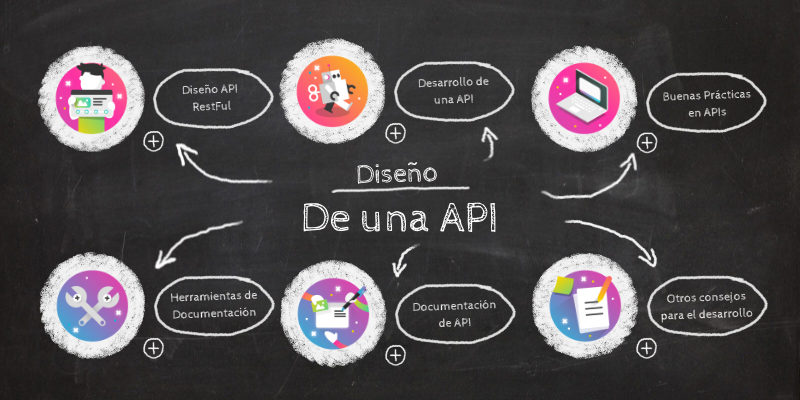 Diseño API
RestFul
Desarrollo de
una API
Buenas Prácticas
en APIs
Diseño
De una API
Herramientas de
Documentación
Documentación
de API
Otros consejos
para el desarrollo